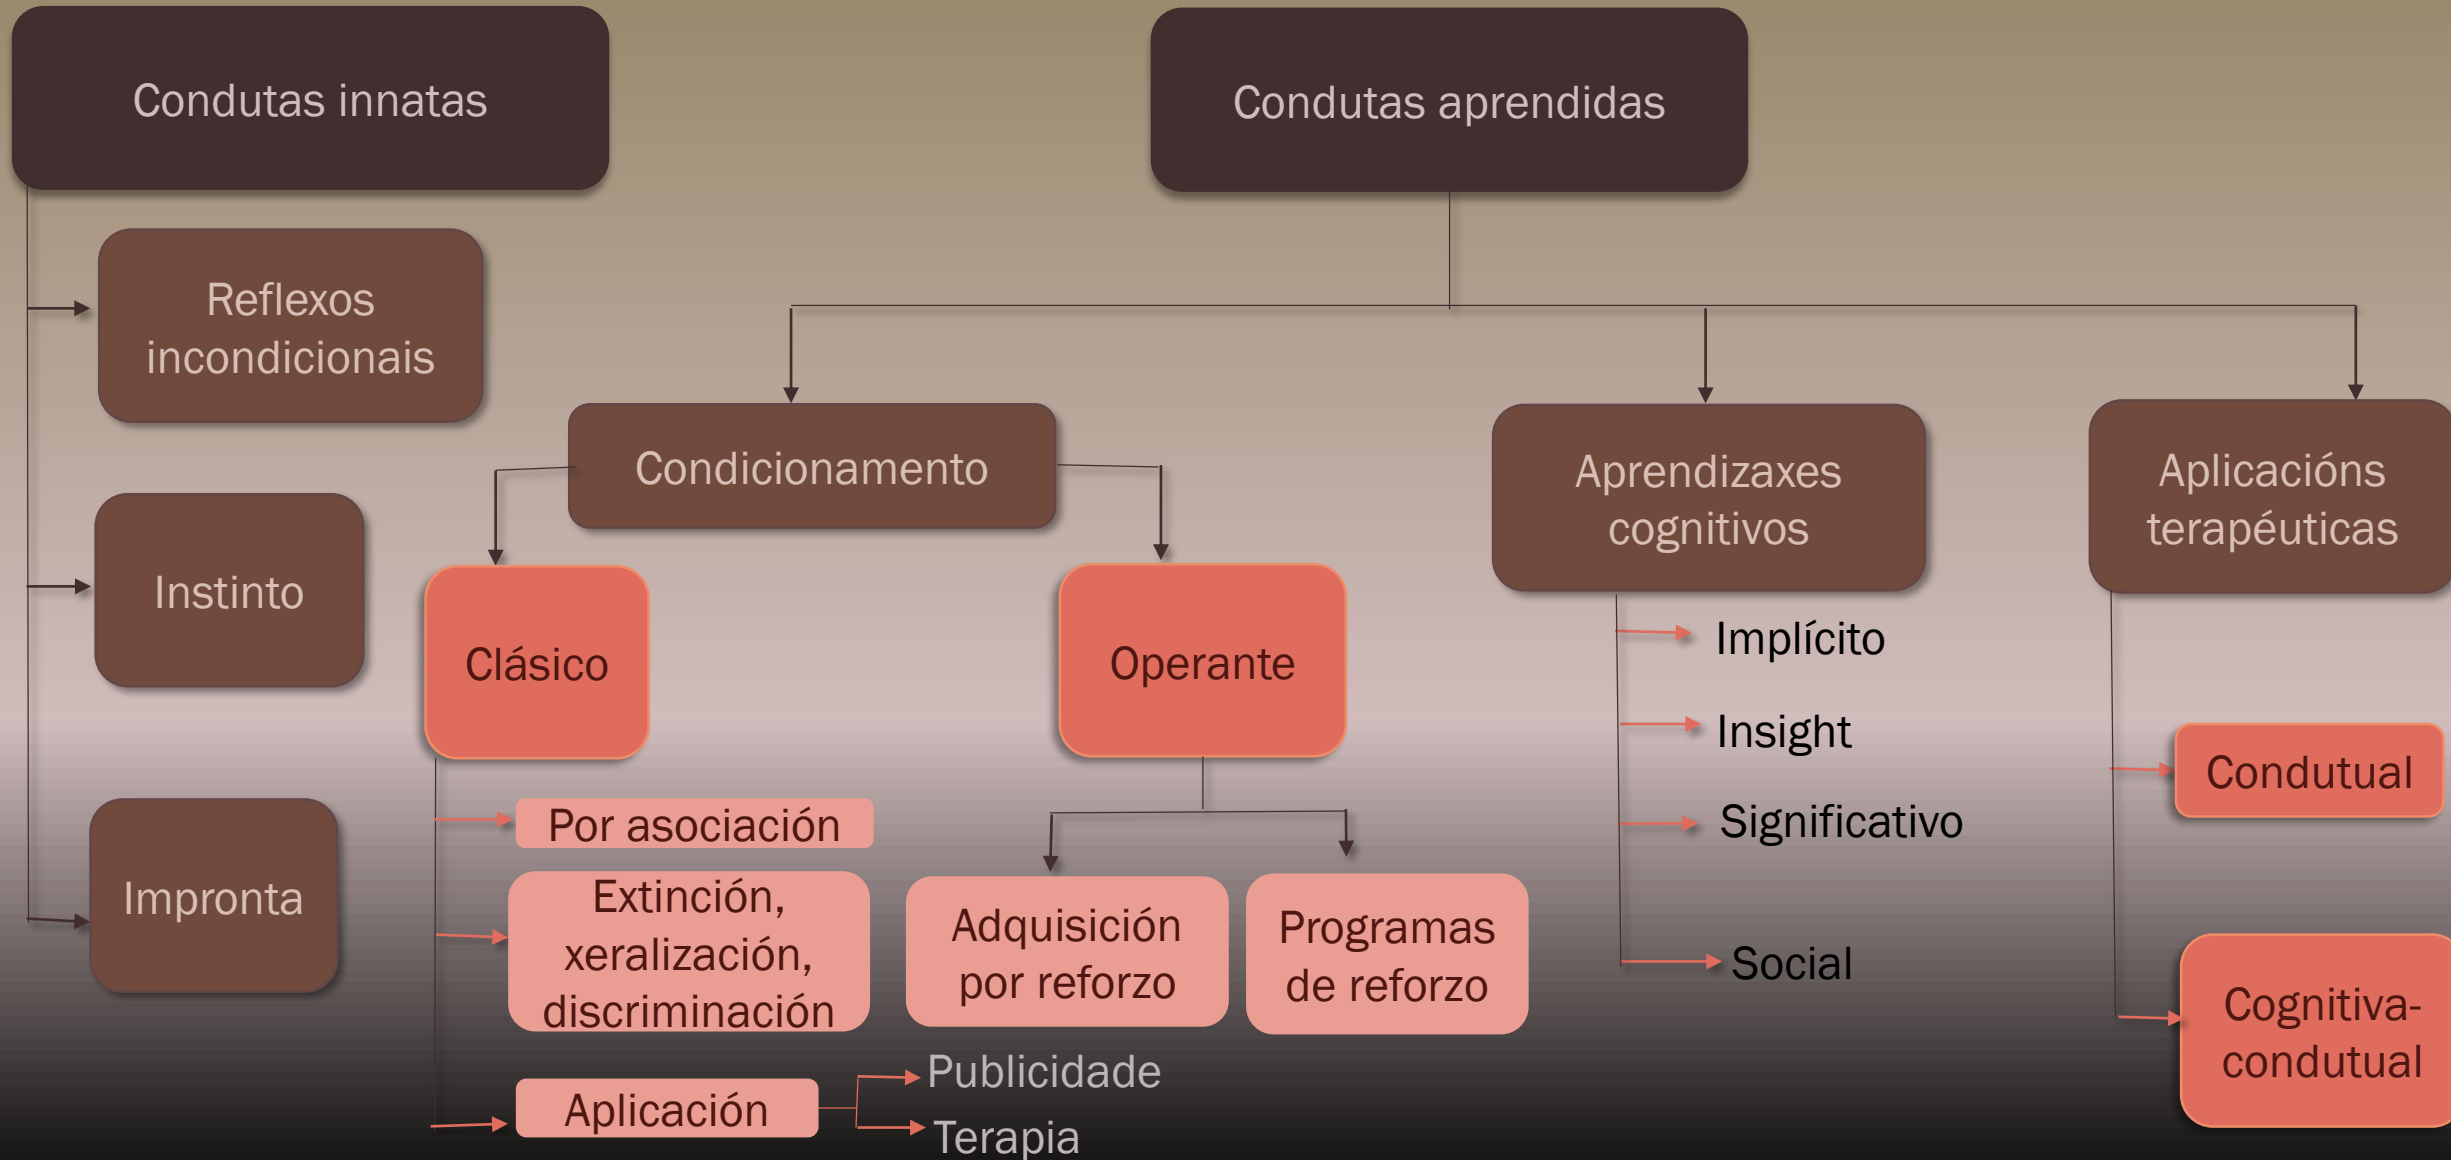 Condutas innatas
Condutas aprendidas
Reflexos
incondicionais
Instinto
Impronta
Condicionamento
Clásico
Por asociación
Extinción,
xeralización,
discriminación
Aplicación
Publicidade
Terapia
Operante
Adquisición
por reforzo
Programas
de reforzo
Aprendizaxes
cognitivos
Implícito
Insight
Significativo
Social
Aplicacións
terapéuticas
Condutual
Cognitiva-
condutual